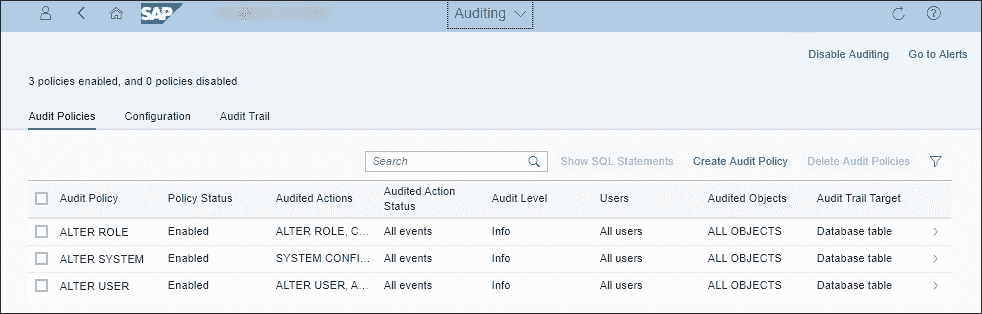 SAP Auditing
Disable Auditing Go to Alerts
3 policies enabled, and 0 policies disabled
Audit Policies Configuration Audit Trail
Search Show SQL Statements Create Audit Policy Delete Audit Policies
Audit Policy Policy Status Audited Actions Audited Action Status Audit Level Users Audited Objects Audit Trail Target
ALTER ROLE Enabled ALTER ROLE, C... All events Info All users ALL OBJECTS Database table
ALTER SYSTEM Enabled SYSTEM CONFI... All events Info All users ALL OBJECTS Database table
ALTER USER Enabled ALTER USER, A... All events Info All users ALL OBJECTS Database table